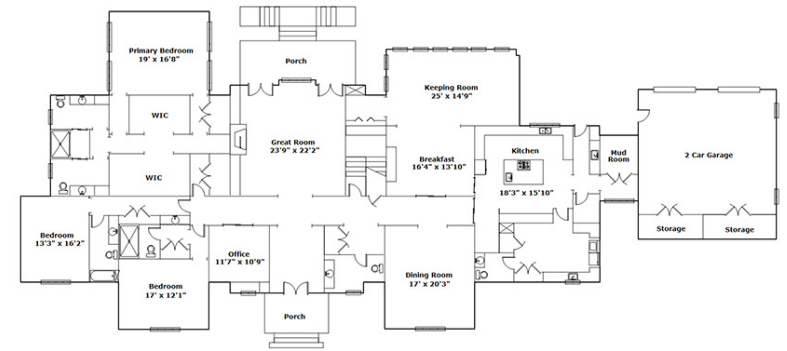 Primary Bedroom
19' x 16'8"
Porch
Keeping Room
25' x 14'9"
WIC
Great Room
23'9" x 22'2"
Kitchen
18'3" x 15'10"
Mud
Room
2 Car Garage
Breakfast
16'4" x 13'10"
WIC
Storage
Storage
Bedroom
13'3" x 16'2"
Office
11'7" x 10'9"
Dining Room
17' x 20'3"
Bedroom
17' x 12'1"
Porch